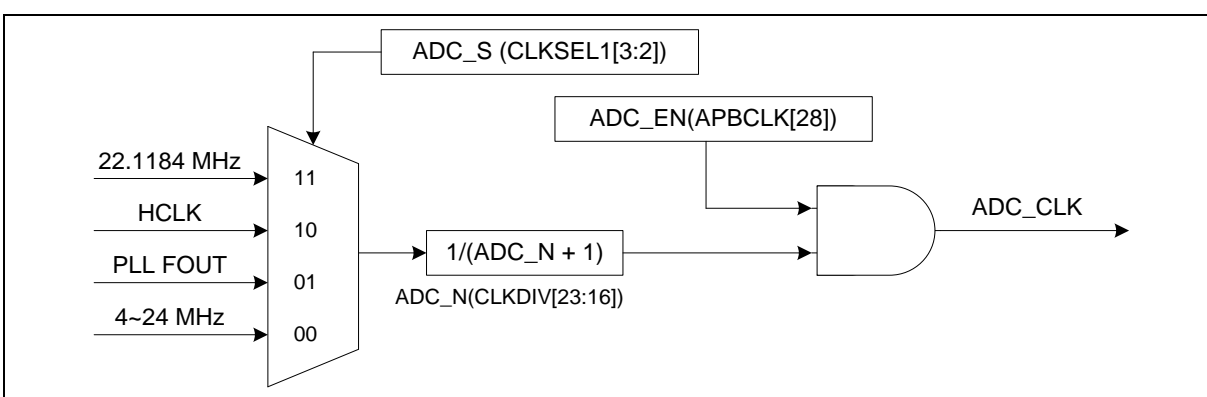 ADC_S (CLKSEL1[3:2])
ADC_EN(APBCLK[28])
22.1184 MHz
11
HCLK
10
PLL FOUT
01
4~24 MHz
00
1/(ADC_N + 1)
ADC_N(CLKDIV[23:16])
ADC_CLK